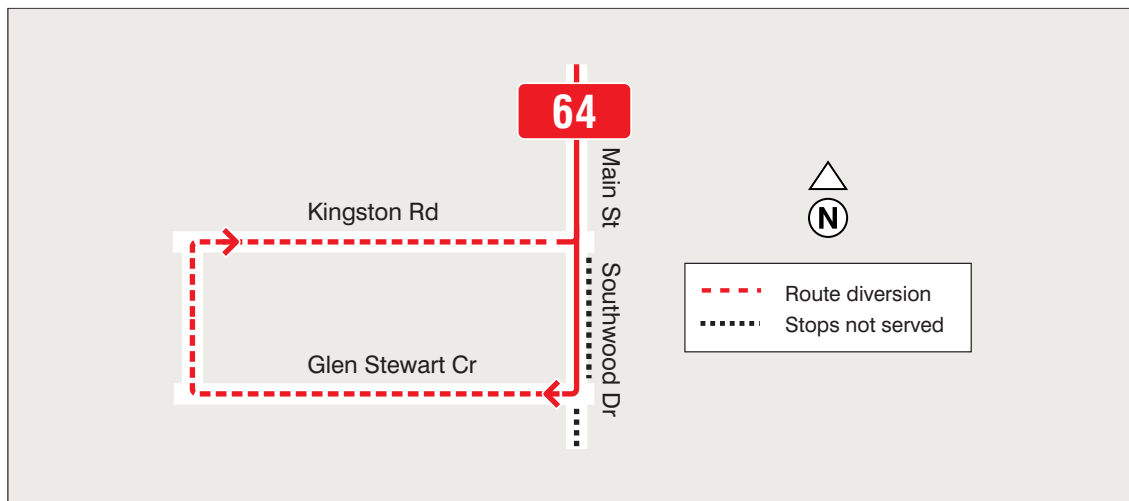 64
Main St
Kingston Rd
N
Southwood Dr
Route diversion
Stops not served
Glen Stewart Cr